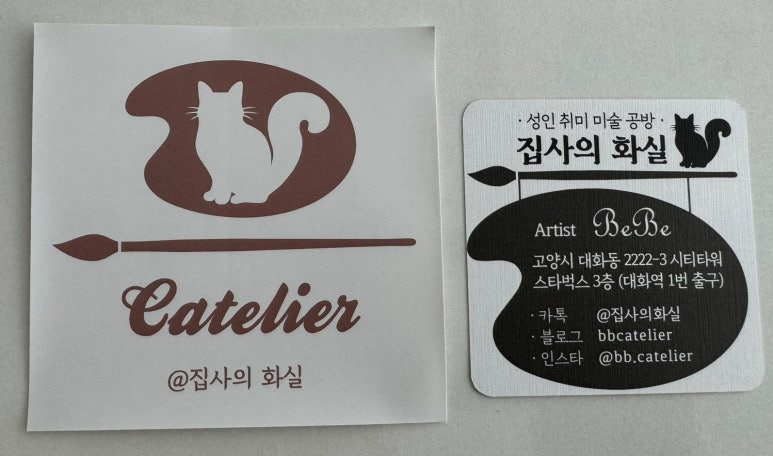 Catelier
@집사의 화실
· 성인 취미 미술 공방 ·
집사의 화실
Artist BeBe
고양시 대화동 2222-3 시티타워
스타벅스 3층 (대화역 1번 출구)
· 카톡 @집사의화실
· 블로그 bbcatelier
· 인스타 @bb.catelier